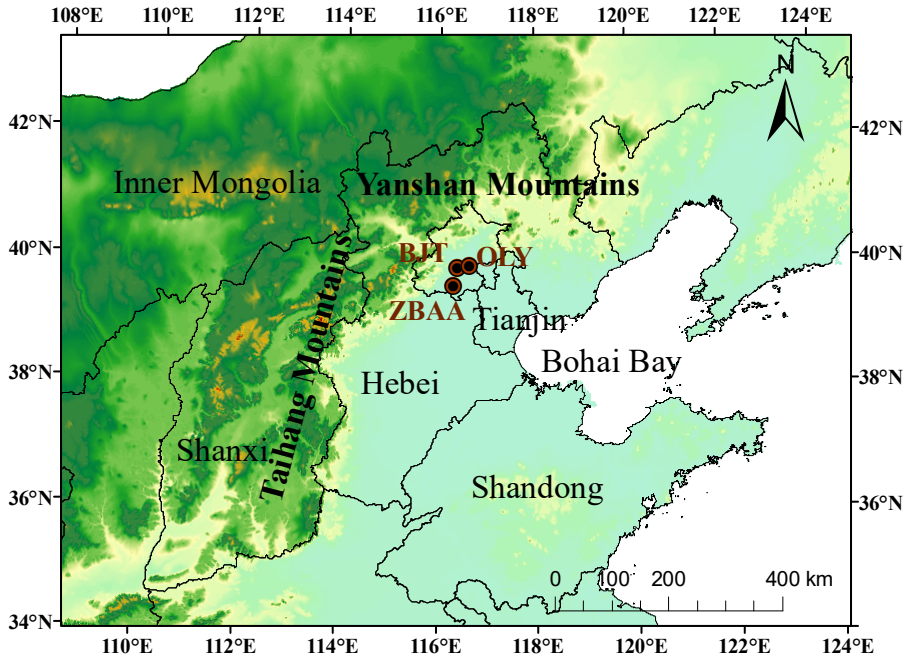 108°E 110°E 112°E 114°E 116°E 118°E 120°E 122°E 124°E
N
42°N 42°N
Inner Mongolia
Yanshan Mountains
40°N 40°N
BJT OLY
ZBAA
Tianjin
Taihang Mountains
Bohai Bay
38°N 38°N
Hebei
Shanxi
Shandong
36°N 36°N
0 100 200 400 km
34°N
110°E 112°E 114°E 116°E 118°E 120°E 122°E 124°E